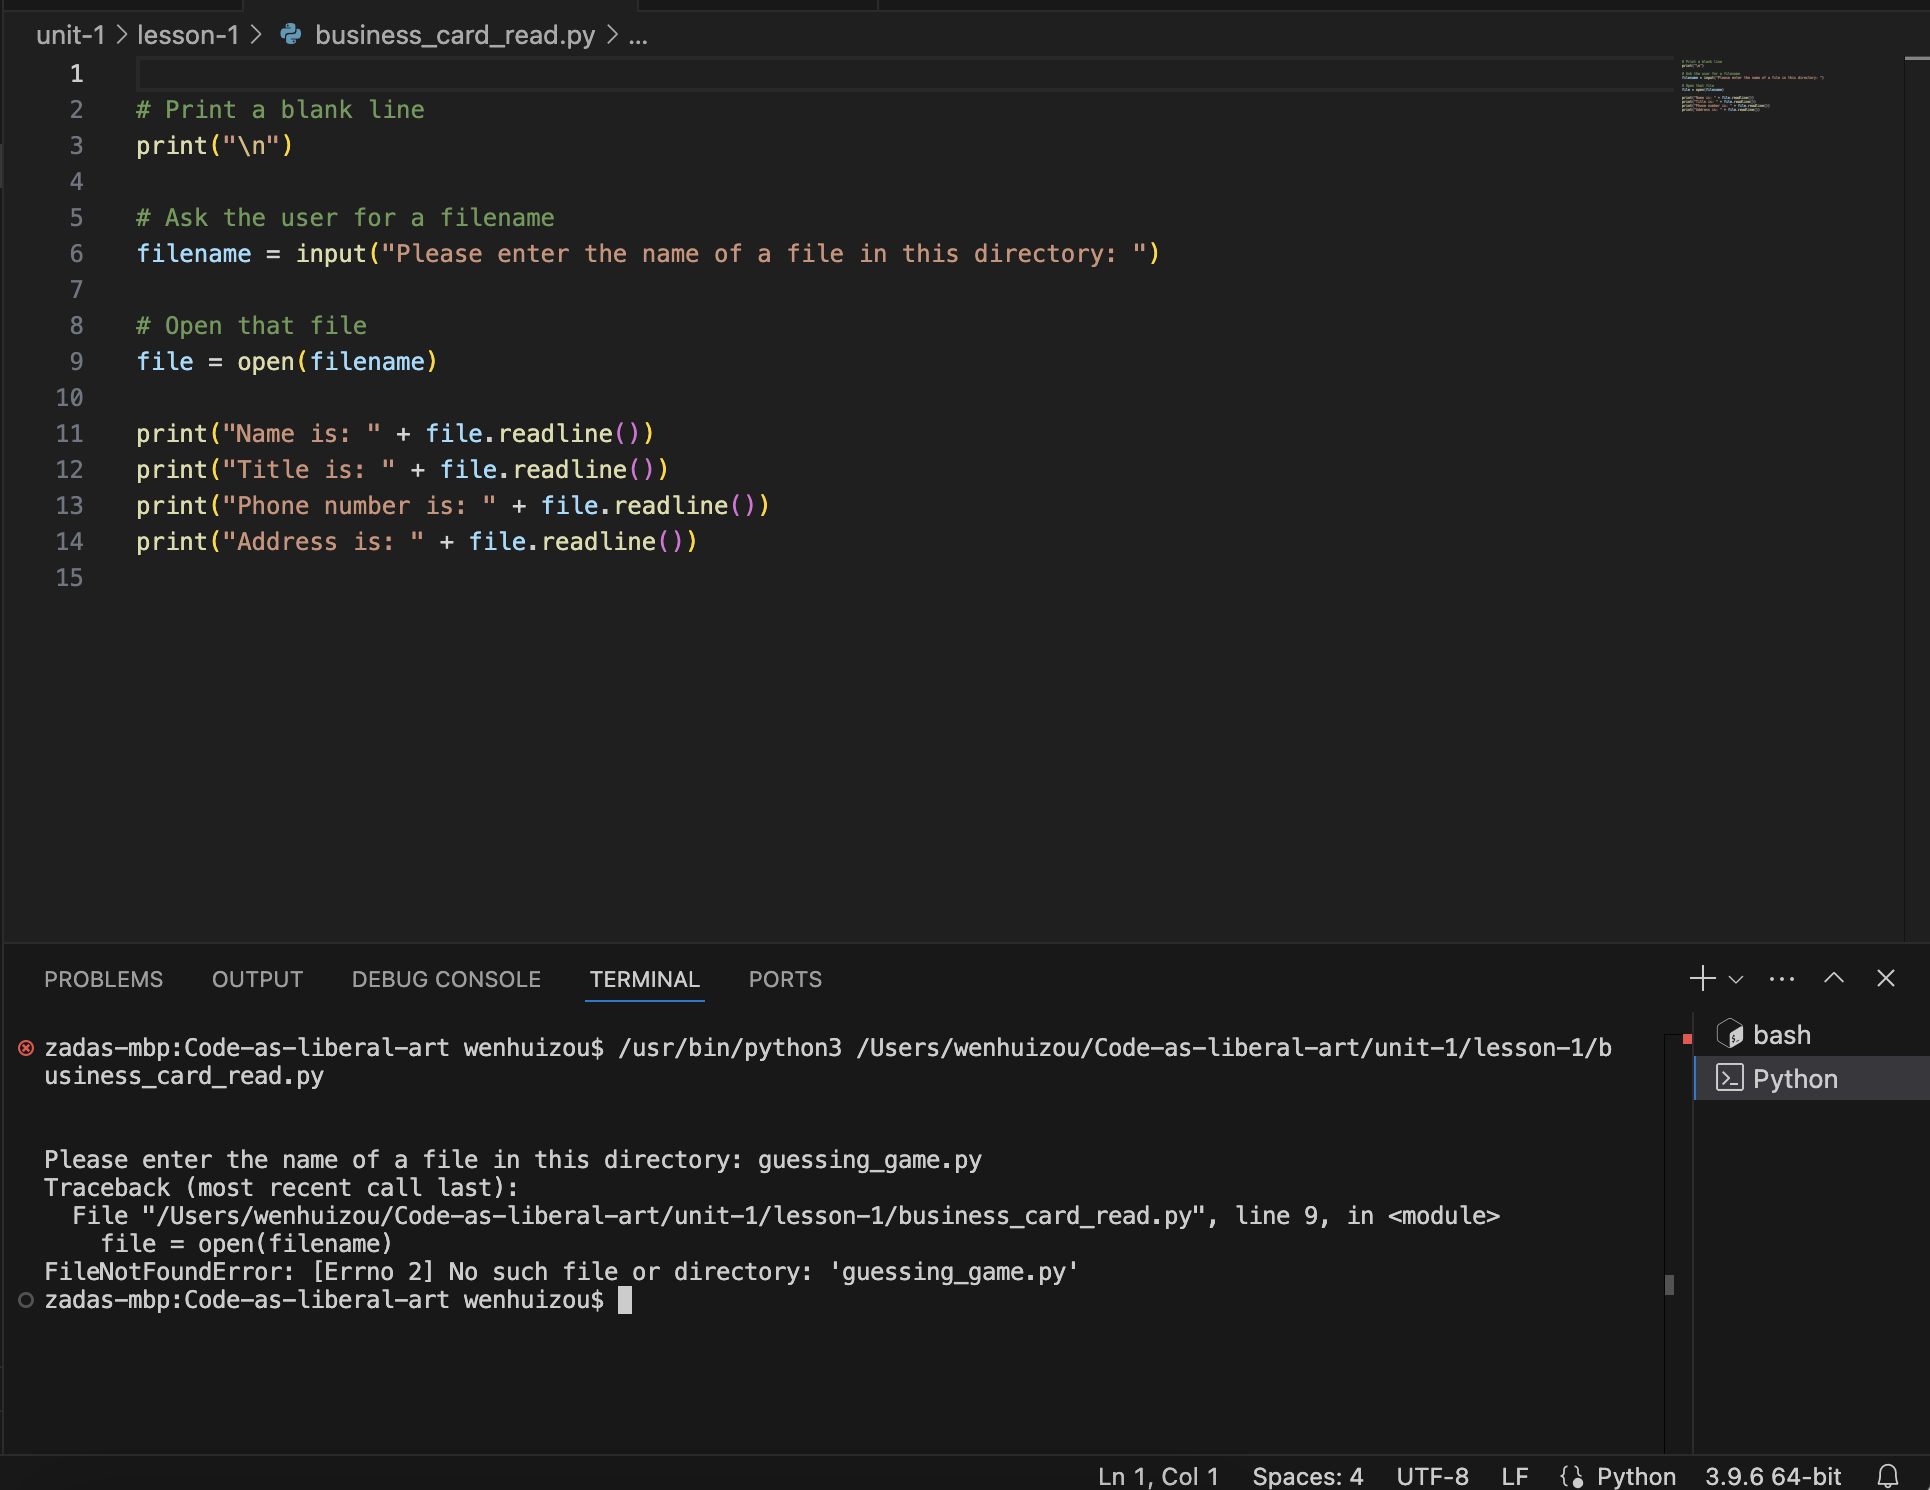 unit-1 > lesson-1 > business_card_read.py > ...
1
2 # Print a blank line
3 print("\n")
4
5 # Ask the user for a filename
6 filename = input("Please enter the name of a file in this directory: ")
7
8 # Open that file
9 file = open(filename)
10
11 print("Name is: " + file.readline())
12 print("Title is: " + file.readline())
13 print("Phone number is: " + file.readline())
14 print("Address is: " + file.readline())
15
PROBLEMS OUTPUT DEBUG CONSOLE TERMINAL PORTS
zadas-mbp:Code-as-liberal-art wenhuizou$ /usr/bin/python3 /Users/wenhuizou/Code-as-liberal-art/unit-1/lesson-1/b
usiness_card_read.py
Please enter the name of a file in this directory: guessing_game.py
Traceback (most recent call last):
  File "/Users/wenhuizou/Code-as-liberal-art/unit-1/lesson-1/business_card_read.py", line 9, in <module>
    file = open(filename)
FileNotFoundError: [Errno 2] No such file or directory: 'guessing_game.py'
zadas-mbp:Code-as-liberal-art wenhuizou$
bash
Python
Ln 1, Col 1 Spaces: 4 UTF-8 LF Python 3.9.6 64-bit